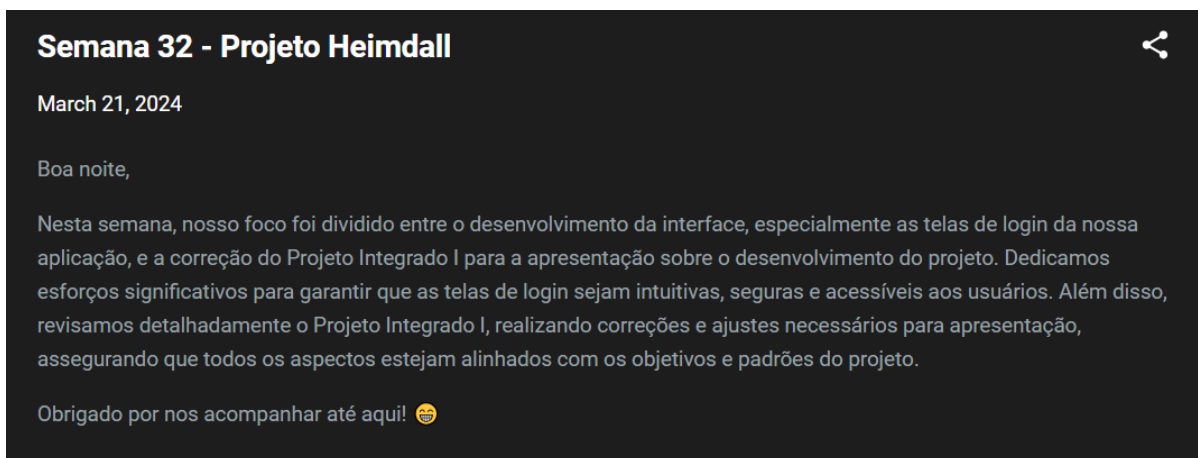 Semana 32 - Projeto Heimdall
March 21, 2024
Boa noite,
Nesta semana, nosso foco foi dividido entre o desenvolvimento da interface, especialmente as telas de login da nossa
aplicação, e a correção do Projeto Integrado I para a apresentação sobre o desenvolvimento do projeto. Dedicamos
esforços significativos para garantir que as telas de login sejam intuitivas, seguras e acessíveis aos usuários. Além disso,
revisamos detalhadamente o Projeto Integrado I, realizando correções e ajustes necessários para apresentação,
assegurando que todos os aspectos estejam alinhados com os objetivos e padrões do projeto.
Obrigado por nos acompanhar até aqui! 😁